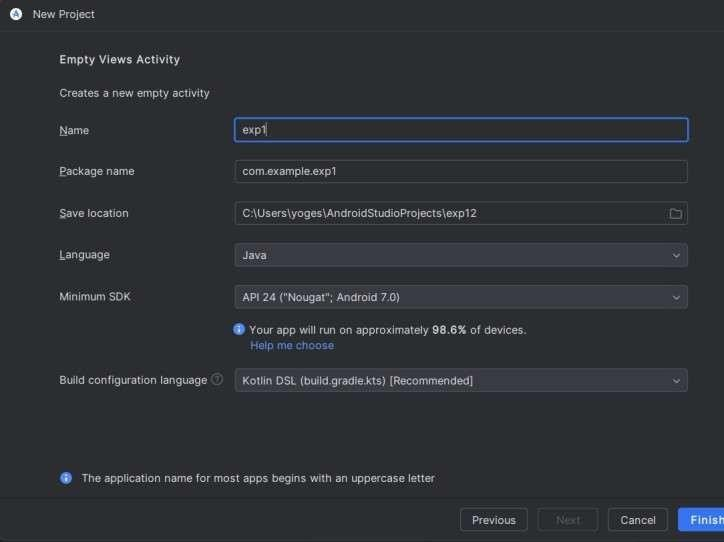 New Project
Empty Views Activity
Creates a new empty activity
Name exp1
Package name com.example.exp1
Save location C:\Users\yoges\AndroidStudioProjects\exp12
Language Java
Minimum SDK API 24 ("Nougat"; Android 7.0)
Your app will run on approximately 98.6% of devices.
Help me choose
Build configuration language ? Kotlin DSL (build.gradle.kts) [Recommended]
The application name for most apps begins with an uppercase letter
Previous Next Cancel Finish